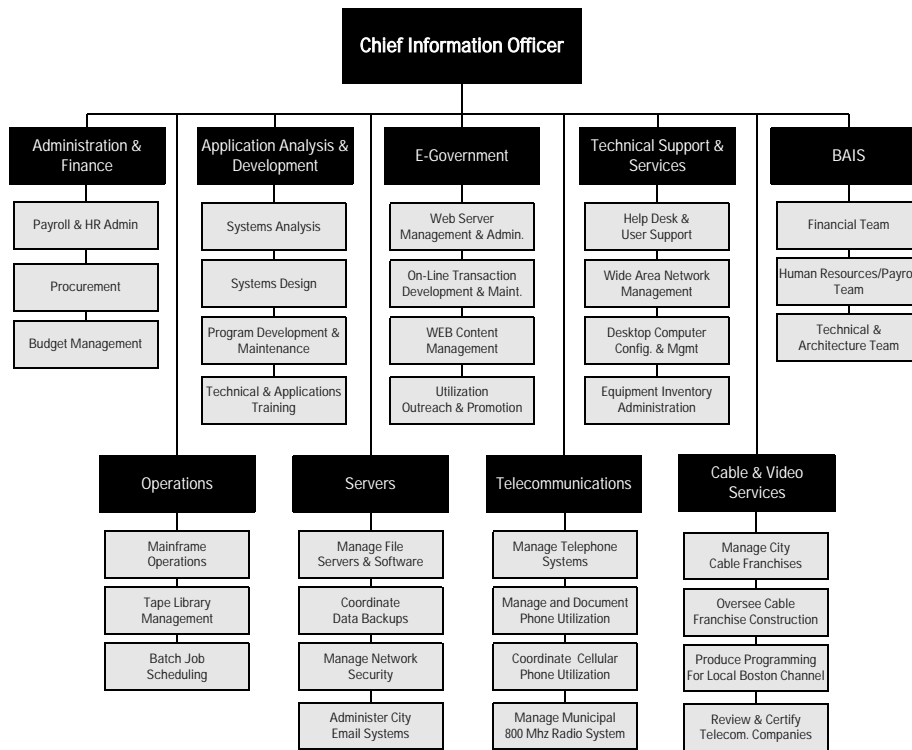 Chief Information Officer
Administration &
Finance
Payroll & HR Admin
Procurement
Budget Management
Application Analysis &
Development
Systems Analysis
Systems Design
Program Development &
Maintenance
Technical & Applications
Training
E-Government
Web Server
Management & Admin.
On-Line Transaction
Development & Maint.
WEB Content
Management
Utilization
Outreach & Promotion
Technical Support &
Services
Help Desk &
User Support
Wide Area Network
Management
Desktop Computer
Config. & Mgmt
Equipment Inventory
Administration
BAIS
Financial Team
Human Resources/Payro
Team
Technical &
Architecture Team
Operations
Mainframe
Operations
Tape Library
Management
Batch Job
Scheduling
Servers
Manage File
Servers & Software
Coordinate
Data Backups
Manage Network
Security
Administer City
Email Systems
Telecommunications
Manage Telephone
Systems
Manage and Document
Phone Utilization
Coordinate Cellular
Phone Utilization
Manage Municipal
800 Mhz Radio System
Cable & Video
Services
Manage City
Cable Franchises
Oversee Cable
Franchise Construction
Produce Programming
For Local Boston Channel
Review & Certify
Telecom. Companies